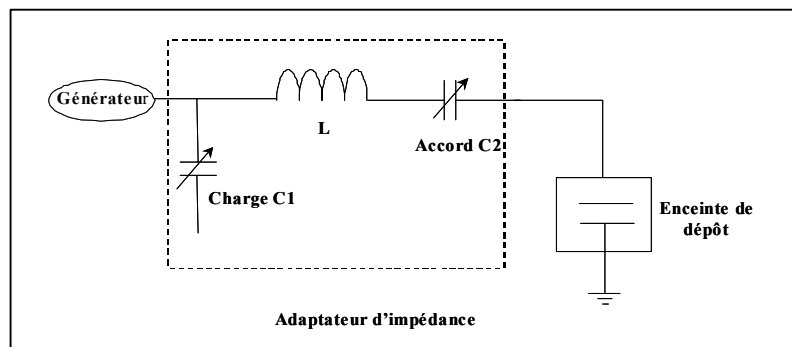 Générateur
L
Accord C2
Charge C1
Enceinte de
dépôt
Adaptateur d'impédance